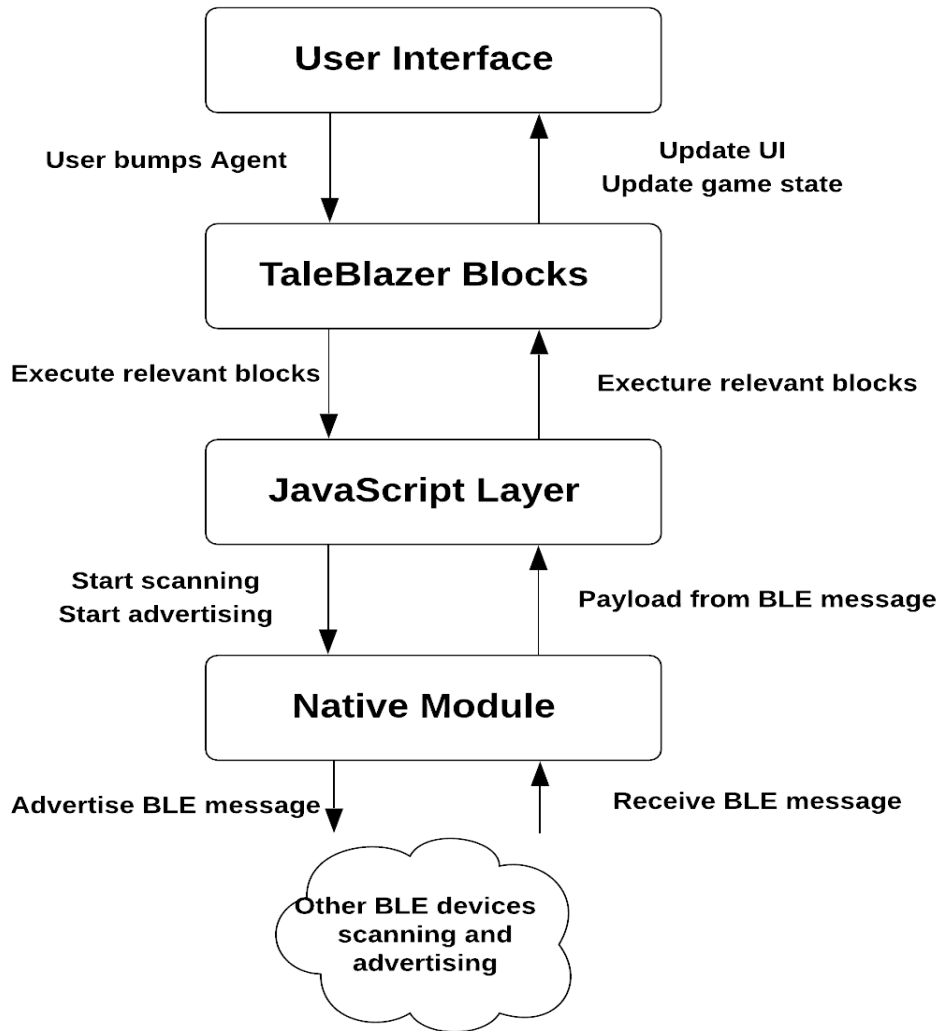 User Interface
User bumps Agent
Update UI
Update game state
TaleBlazer Blocks
Execute relevant blocks
Execture relevant blocks
JavaScript Layer
Start scanning
Start advertising
Payload from BLE message
Native Module
Advertise BLE message
Receive BLE message
Other BLE devices
scanning and
advertising